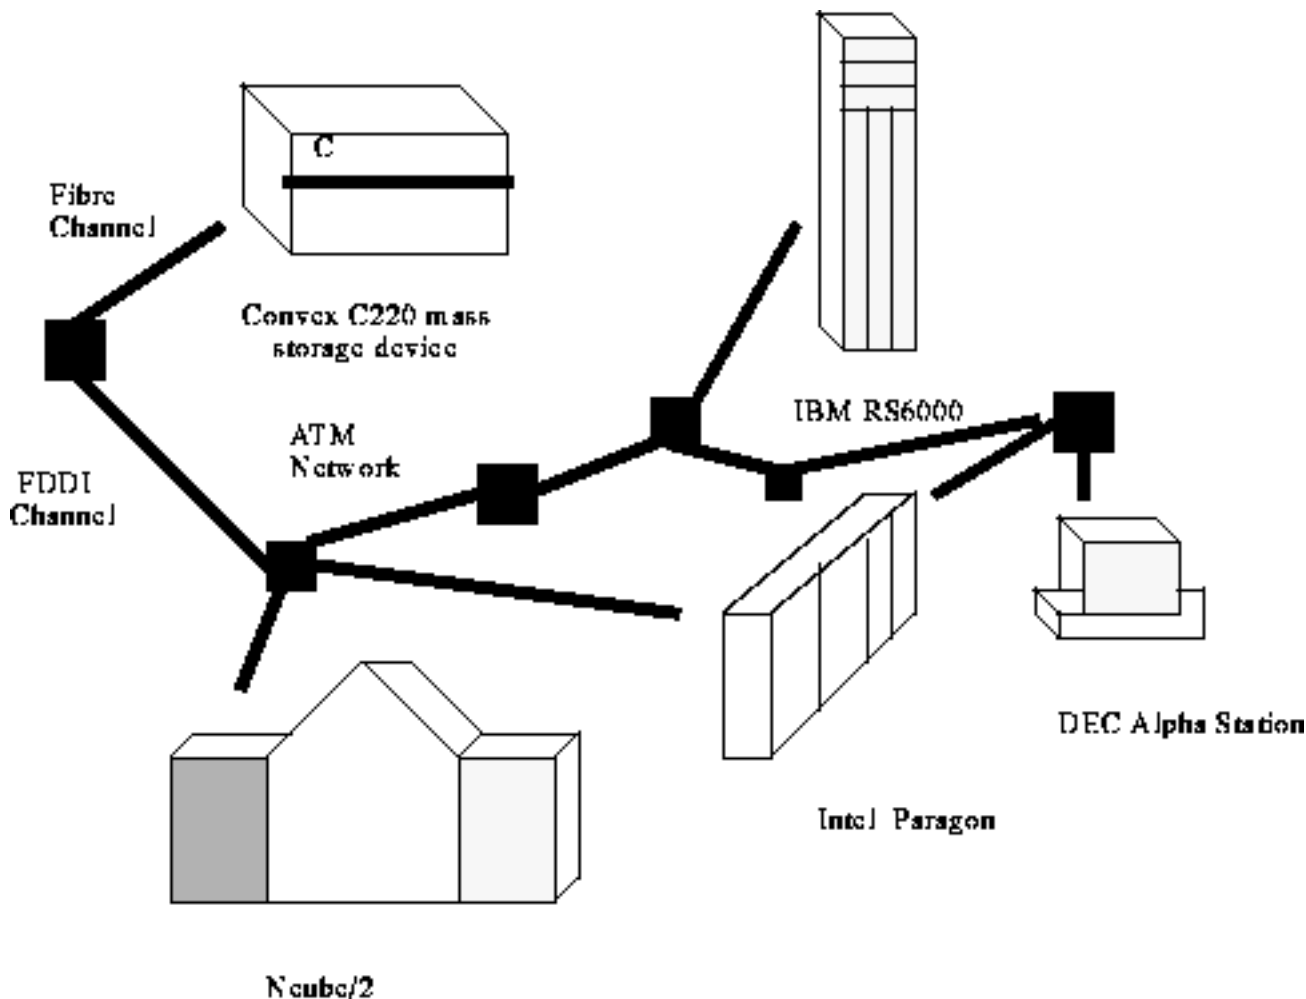 C
Fibre
Channel
Convex C220 mass
storage device
IBM RS6000
ATM
Network
FDDI
Channel
DEC Alpha Station
Intel Paragon
Ncube/2